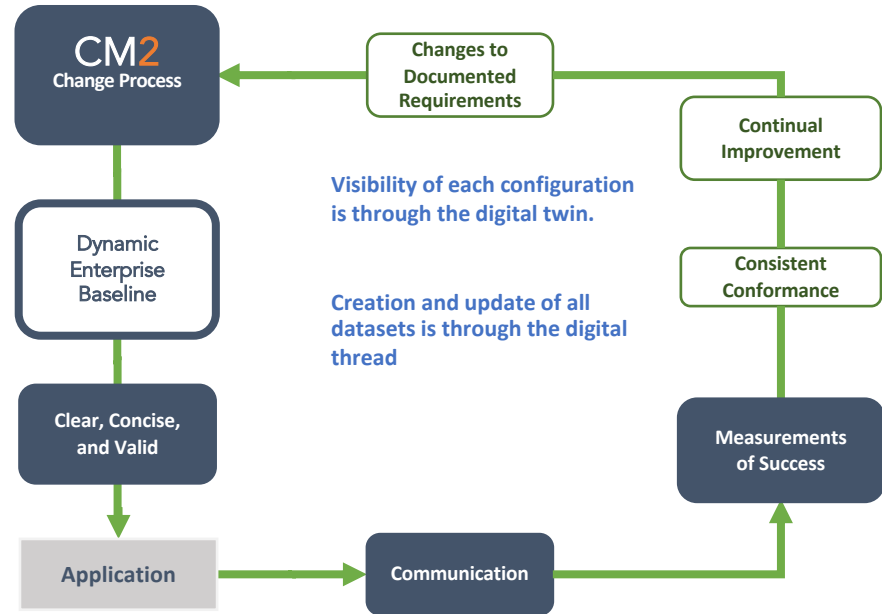 CM2
Change Process
Changes to
Documented
Requirements
Continual
Improvement
Visibility of each configuration
is through the digital twin.
Dynamic
Enterprise
Baseline
Consistent
Conformance
Creation and update of all
datasets is through the digital
thread
Clear, Concise,
and Valid
Measurements
of Success
Application
Communication